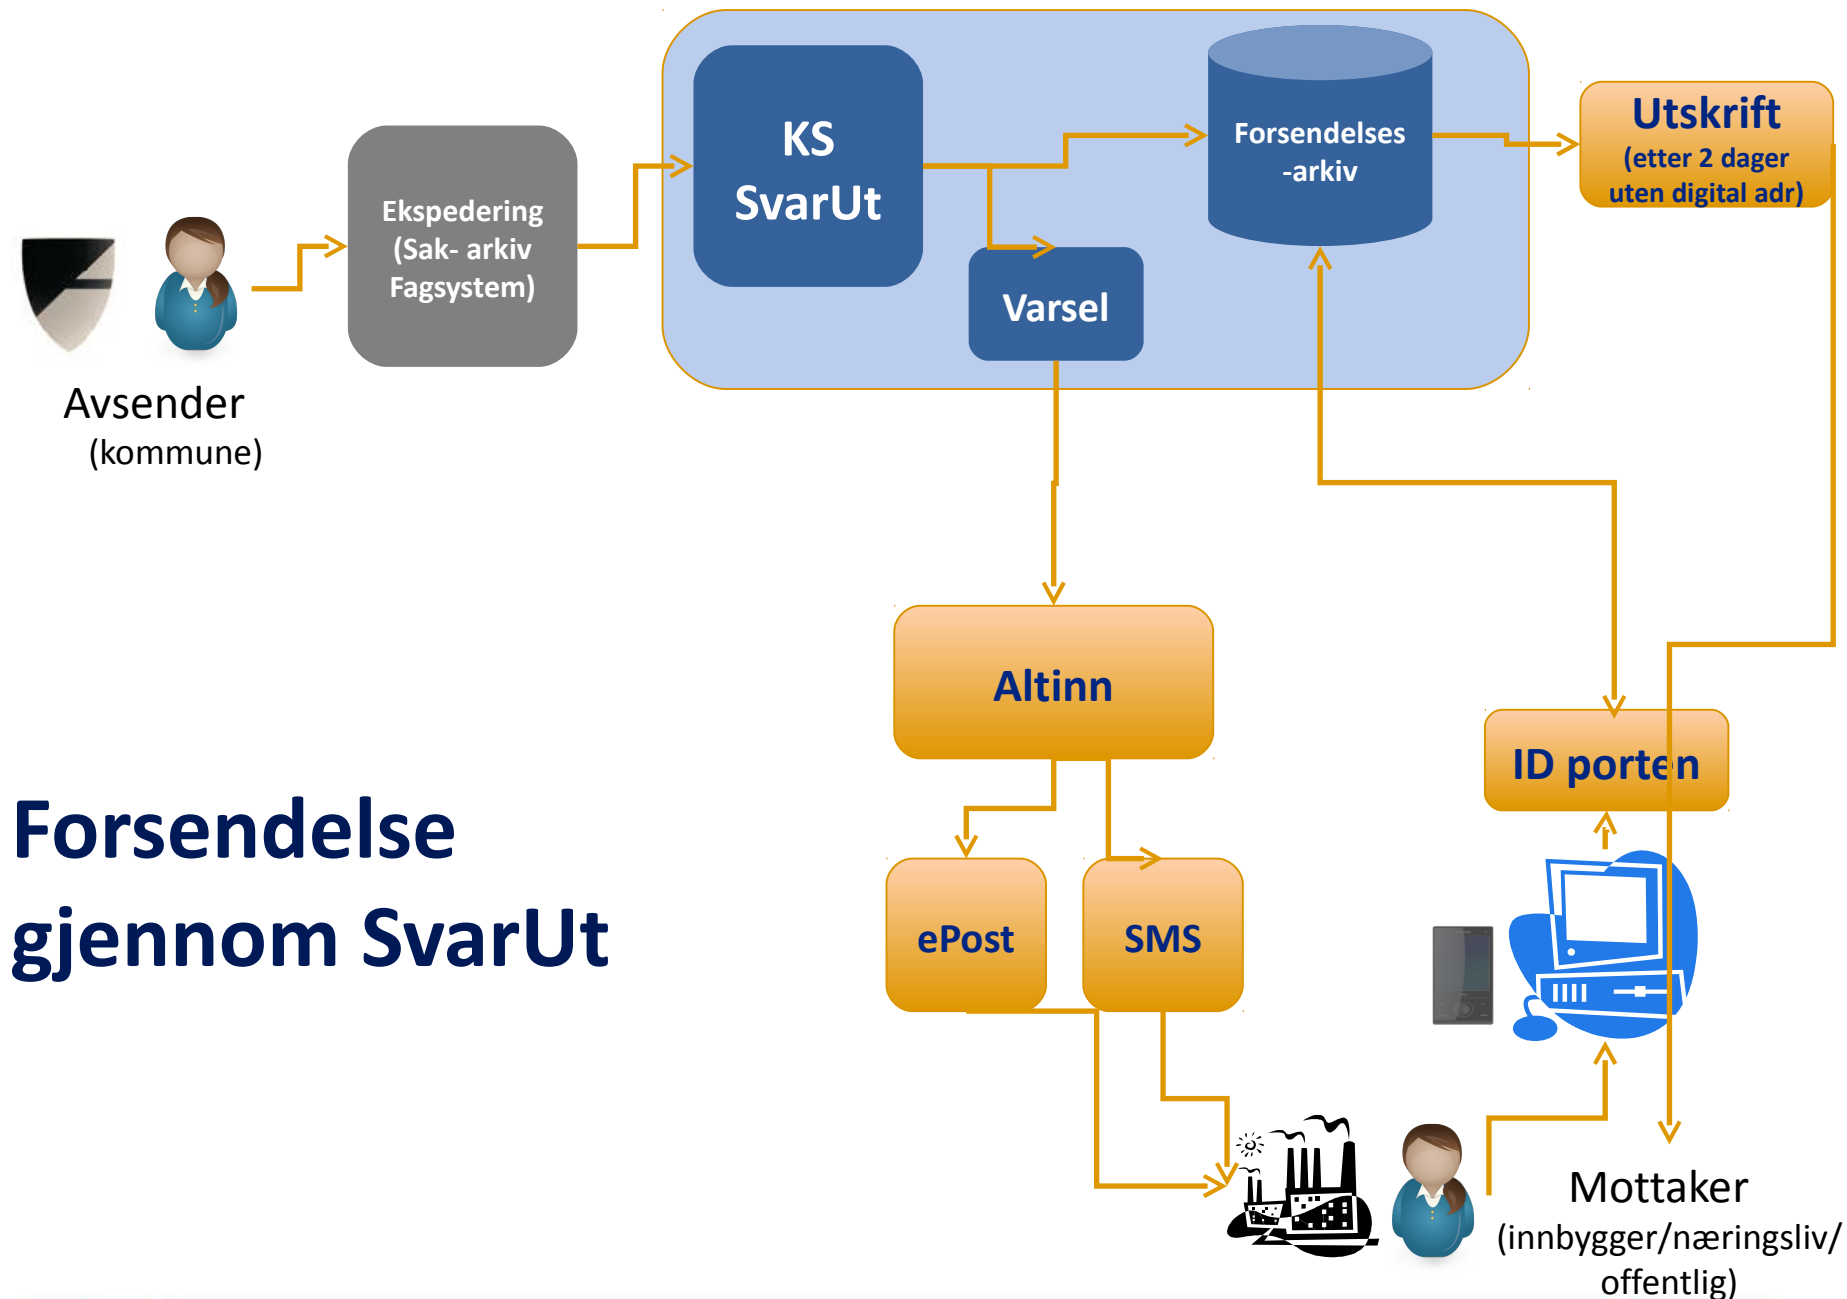 KS
SvarUt
Forsendelses
-arkiv
Utskrift
(etter 2 dager
uten digital adr)
Ekspedering
(Sak- arkiv
Fagsystem)
Varsel
Avsender
(kommune)
Altinn
ID porten
Forsendelse
gjennom SvarUt
ePost
SMS
Mottaker
(innbygger/næringsliv/
offentlig)